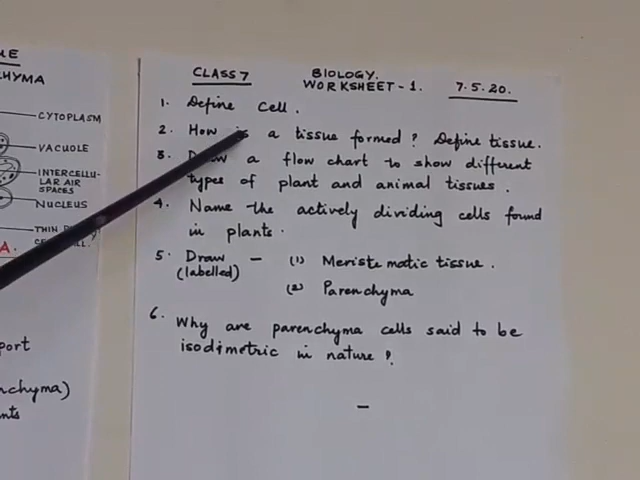 HYMA
CYTOPLASM
VACUOLE
INTERCELLU-
LAR AIR
SPACES
NUCLEUS
THIN
A.
port
nchyma)
nts
CLASS 7 BIOLOGY. 7.5.20.
WORKSHEET-1.
1. Define Cell.
2. How is a tissue formed? Define tissue.
3. Draw a flow chart to show different
types of plant and animal tissues.
4. Name the actively dividing cells found
in plants.
5. Draw - (1) Meristematic tissue.
(labelled)
(2) Parenchyma
6. Why are parenchyma cells said to be
isodimetric in nature?